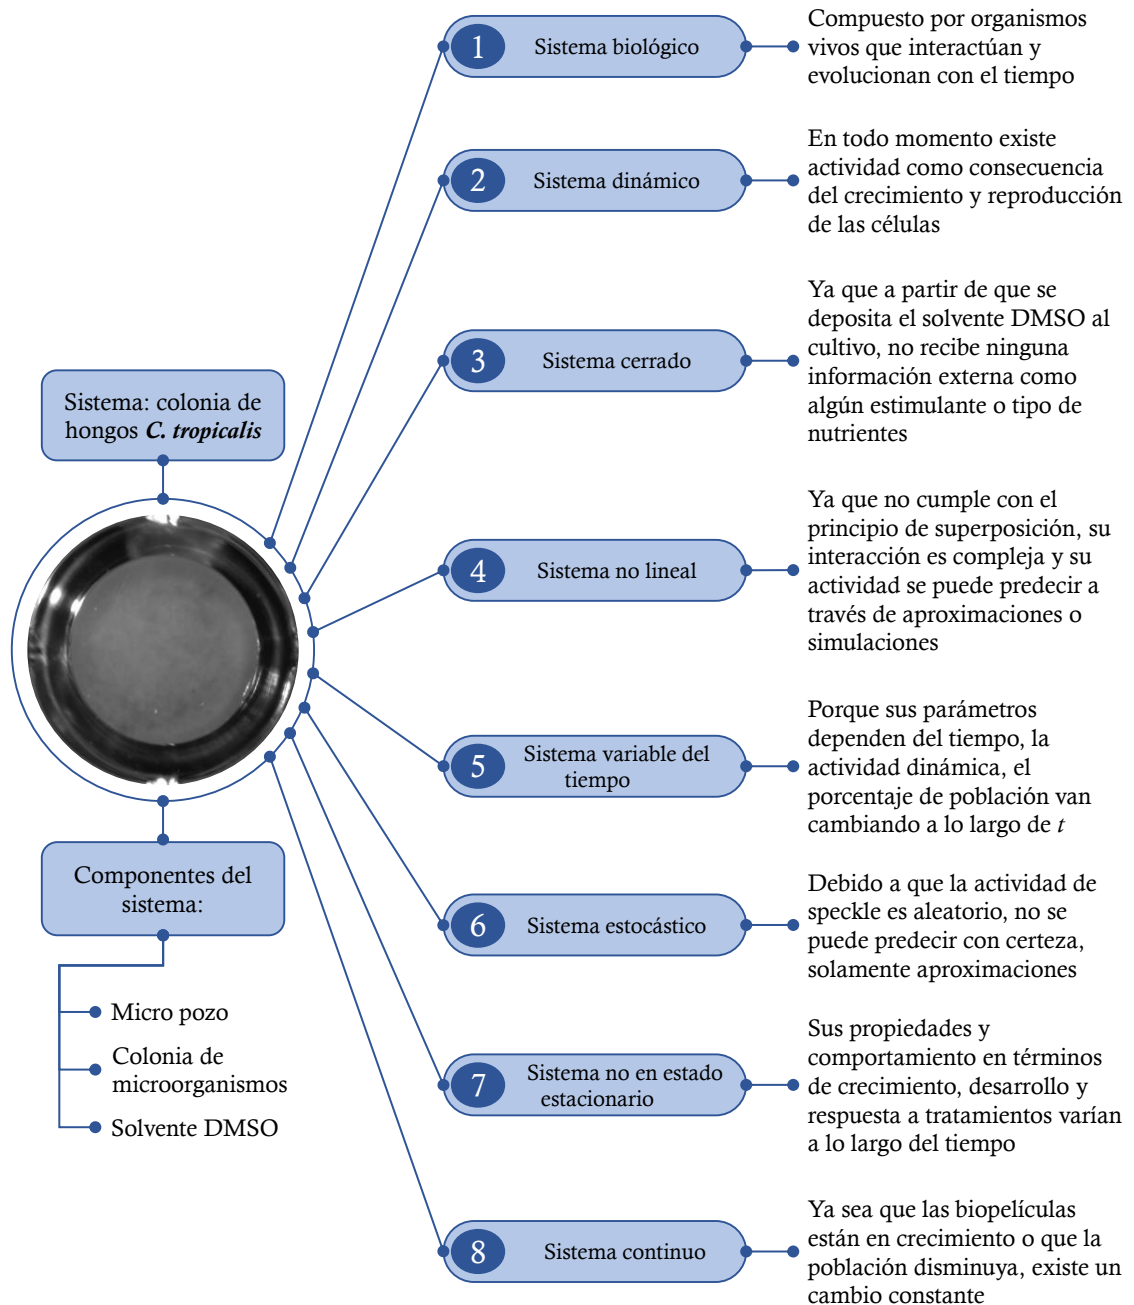 Sistema: colonia de
hongos C. tropicalis
Componentes del
sistema:
Micro pozo
Colonia de
microorganismos
Solvente DMSO
1
Sistema biológico
Compuesto por organismos
vivos que interactúan y
evolucionan con el tiempo
2
Sistema dinámico
En todo momento existe
actividad como consecuencia
del crecimiento y reproducción
de las células
3
Sistema cerrado
Ya que a partir de que se
deposita el solvente DMSO al
cultivo, no recibe ninguna
información externa como
algún estimulante o tipo de
nutrientes
4
Sistema no lineal
Ya que no cumple con el
principio de superposición, su
interacción es compleja y su
actividad se puede predecir a
través de aproximaciones o
simulaciones
5
Sistema variable del
tiempo
Porque sus parámetros
dependen del tiempo, la
actividad dinámica, el
porcentaje de población van
cambiando a lo largo de t
6
Sistema estocástico
Debido a que la actividad de
speckle es aleatorio, no se
puede predecir con certeza,
solamente aproximaciones
7
Sistema no en estado
estacionario
Sus propiedades y
comportamiento en términos
de crecimiento, desarrollo y
respuesta a tratamientos varían
a lo largo del tiempo
8
Sistema continuo
Ya sea que las biopelículas
están en crecimiento o que la
población disminuya, existe un
cambio constante